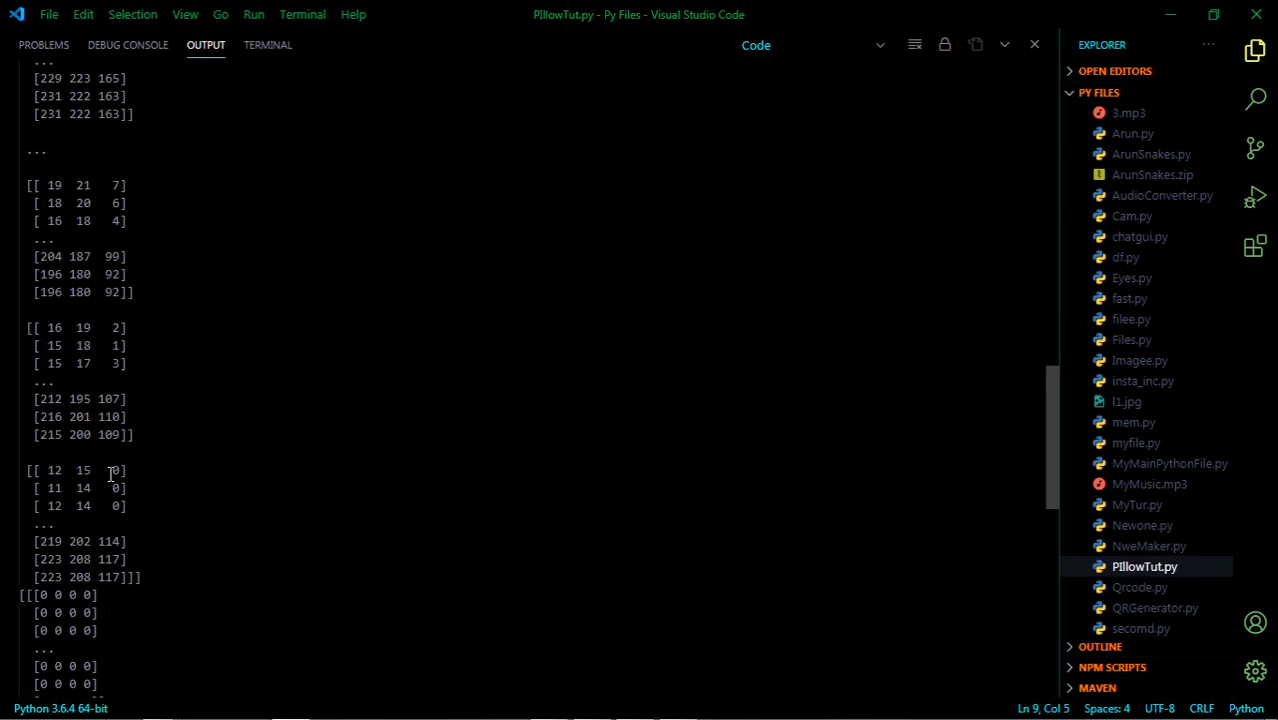 File Edit Selection View Go Run Terminal Help PIllowTut.py - Py Files - Visual Studio Code
PROBLEMS DEBUG CONSOLE OUTPUT TERMINAL Code
...
[229 223 165]
[231 222 163]
[231 222 163]]
...
[[ 19 21 7]
[ 18 20 6]
[ 16 18 4]
...
[204 187 99]
[196 180 92]
[196 180 92]]
[[ 16 19 2]
[ 15 18 1]
[ 15 17 3]
...
[212 195 107]
[216 201 110]
[215 200 109]]
[[ 12 15 0]
[ 11 14 0]
[ 12 14 0]
...
[219 202 114]
[223 208 117]
[223 208 117]]]
[[[0 0 0 0]
[0 0 0 0]
[0 0 0 0]
...
[0 0 0 0]
[0 0 0 0]
EXPLORER ...
OPEN EDITORS
PY FILES
3.mp3
Arun.py
ArunSnakes.py
ArunSnakes.zip
AudioConverter.py
Cam.py
chatgui.py
df.py
Eyes.py
fast.py
filee.py
Files.py
Imagee.py
insta_inc.py
l1.jpg
mem.py
myfile.py
MyMainPythonFile.py
MyMusic.mp3
MyTur.py
Newone.py
NweMaker.py
PIllowTut.py
Qrcode.py
QRGenerator.py
secomd.py
OUTLINE
NPM SCRIPTS
MAVEN
Python 3.6.4 64-bit Ln 9, Col 5 Spaces: 4 UTF-8 CRLF Python